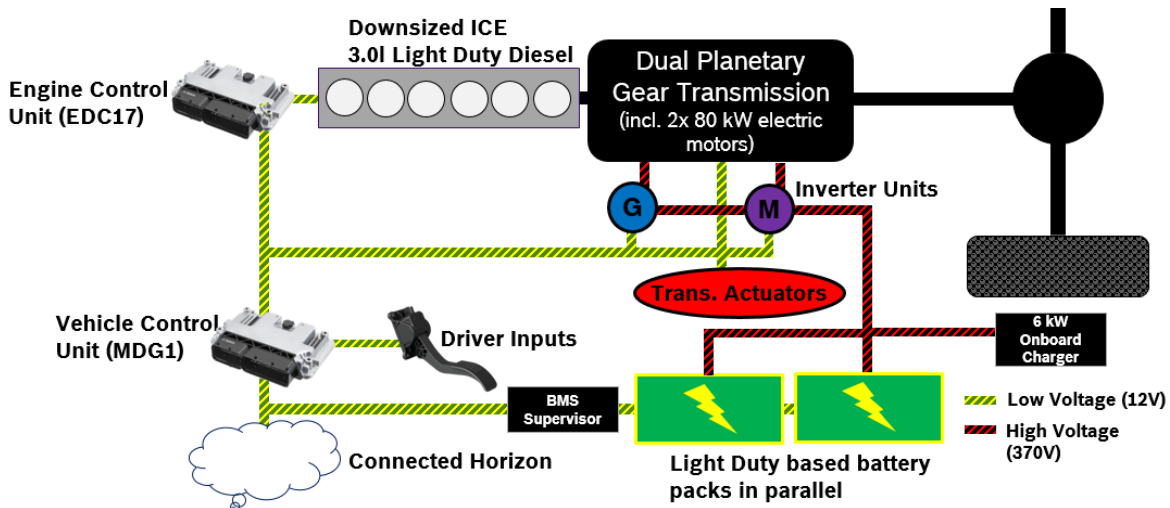 Downsized ICE
3.0l Light Duty Diesel
Engine Control
Unit (EDC17)
Dual Planetary
Gear Transmission
(incl. 2x 80 kW electric
motors)
G
M
Inverter Units
Trans. Actuators
Vehicle Control
Unit (MDG1)
Driver Inputs
6 kW
Onboard
Charger
BMS
Supervisor
Low Voltage (12V)
High Voltage
(370V)
Connected Horizon
Light Duty based battery
packs in parallel